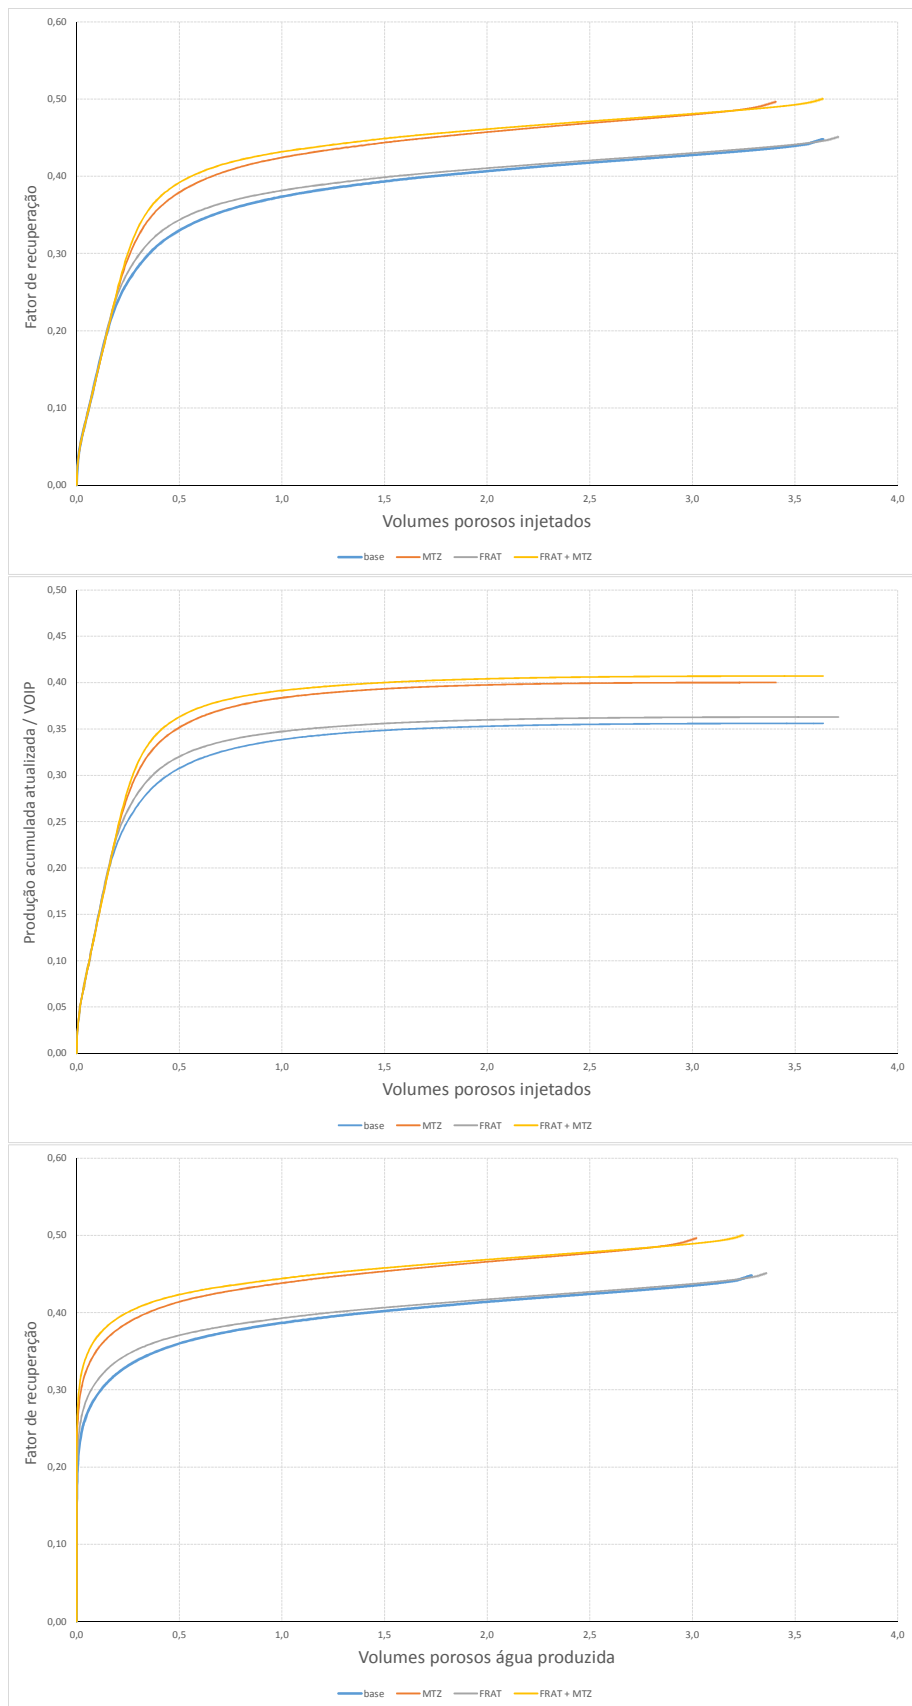 0,60
0,50
0,40
0,30
0,20
0,10
0,00
Fator de recuperação
0,0 0,5 1,0 1,5 2,0 2,5 3,0 3,5 4,0
Volumes porosos injetados
base MTZ FRAT FRAT + MTZ
0,50
0,45
0,40
0,35
0,30
0,25
0,20
0,15
0,10
0,05
0,00
Produção acumulada atualizada / VOIP
0,0 0,5 1,0 1,5 2,0 2,5 3,0 3,5 4,0
Volumes porosos injetados
base MTZ FRAT FRAT + MTZ
0,60
0,50
0,40
0,30
0,20
0,10
0,00
Fator de recuperação
0,0 0,5 1,0 1,5 2,0 2,5 3,0 3,5 4,0
Volumes porosos água produzida
base MTZ FRAT FRAT + MTZ